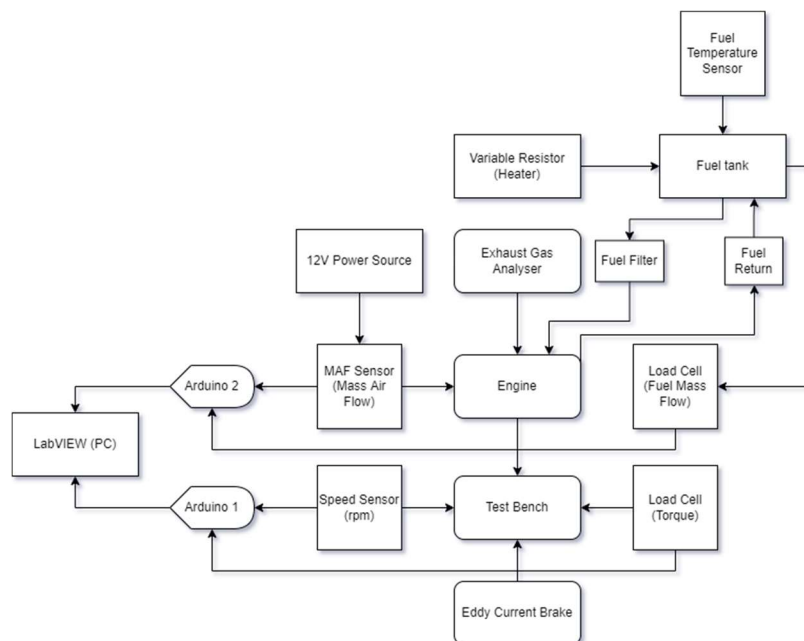 Fuel
Temperature
Sensor
Variable Resistor
(Heater)
Fuel tank
12V Power Source
Exhaust Gas
Analyser
Fuel Filter
Fuel
Return
Arduino 2
MAF Sensor
(Mass Air
Flow)
Engine
Load Cell
(Fuel Mass
Flow)
LabVIEW (PC)
Arduino 1
Speed Sensor
(rpm)
Test Bench
Load Cell
(Torque)
Eddy Current Brake